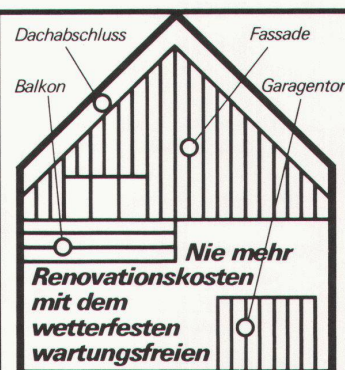 Dachabschluss
Fassade
Balkon
Garagentor
Nie mehr
Renovationskosten
mit dem
wetterfesten
wartungsfreien